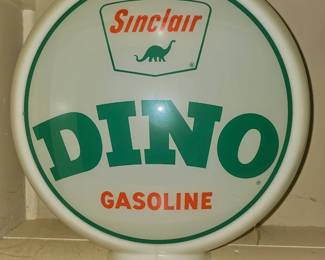 Sinclair
®
DINO
®
GASOLINE